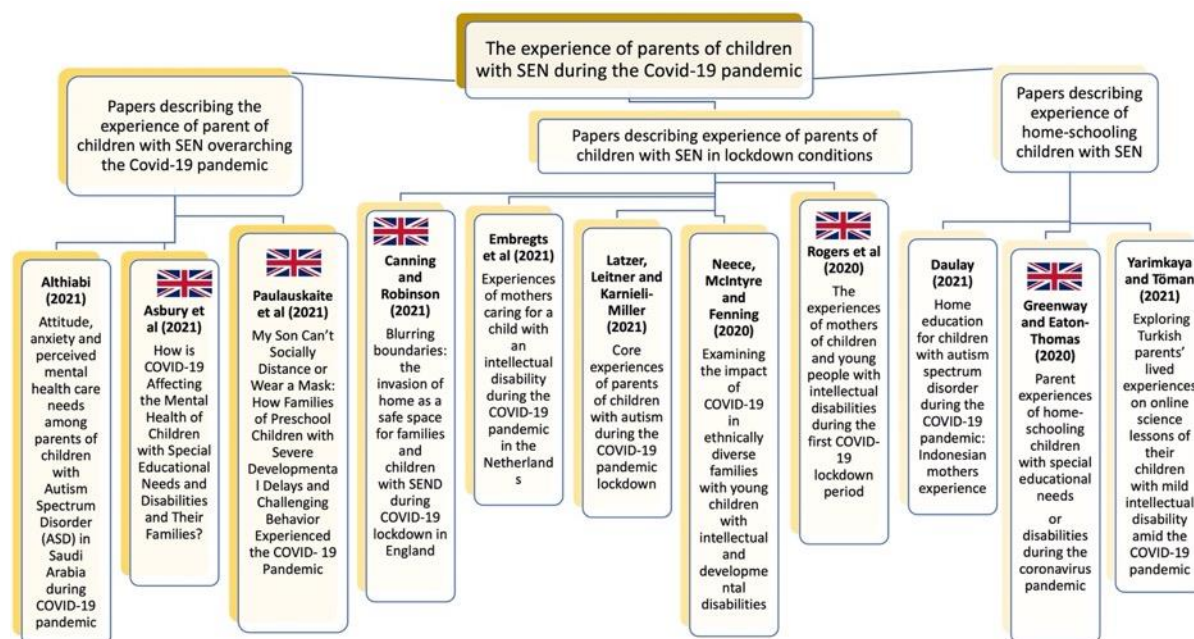 The experience of parents of children
with SEN during the Covid-19 pandemic
Papers describing the
experience of parent of
children with SEN overarching
the Covid-19 pandemic
Papers describing experience of parents of
children with SEN in lockdown conditions
Papers describing
experience of
home-schooling
children with SEN
Althiabi
(2021)
Attitude,
anxiety and
perceived
mental
health care
needs
among
parents of
children
with
Autism
Spectrum
Disorder
(ASD) in
Saudi
Arabia
during
COVID-19
pandemic
Asbury
et al (2021)
How is
COVID-19
Affecting the
Mental
Health of
Children
with Special
Educational
Needs and
Disabilities
and Their
Families?
Paulauskaite
et al (2021)
My Son Can't
Socially
Distance or
Wear a Mask:
How Families
of Preschool
Children with
Severe
Developmenta
l Delays and
Challenging
Behavior
Experienced
the COVID- 19
Pandemic
Canning
and
Robinson
(2021)
Blurring
boundaries:
the
invasion of
home as a
safe space
for families
and
children
with SEND
during
COVID-19
lockdown in
England
Embregts
et al (2021)
Experiences
of mothers
caring for a
child with
an
intellectual
disability
during the
COVID-19
pandemic
in the
Netherland
s
Latzer,
Leitner and
Karnieli-
Miller
(2021)
Core
experiences
of parents
of children
with autism
during the
COVID-19
pandemic
lockdown
Neece,
McIntyre
and
Fenning
(2020)
Examining
the impact
of
COVID-19
in
ethnically
diverse
families
with young
children
with
intellectual
and
developme
ntal
disabilities
Rogers et al
(2020)
The
experiences
of mothers
of children
and young
people with
intellectual
disabilities
during the
first COVID-
19
lockdown
period
Daulay
(2021)
Home
education
for children
with autism
spectrum
disorder
during the
COVID-19
pandemic:
Indonesian
mothers
experience
Greenway
and Eaton-
Thomas
(2020)
Parent
experiences
of home-
schooling
children
with special
educational
needs
or
disabilities
during the
coronavirus
pandemic
Yarimkaya
and Töman
(2021)
Exploring
Turkish
parents'
lived
experiences
on online
science
lessons of
their
children
with mild
intellectual
disability
amid the
COVID-19
pandemic